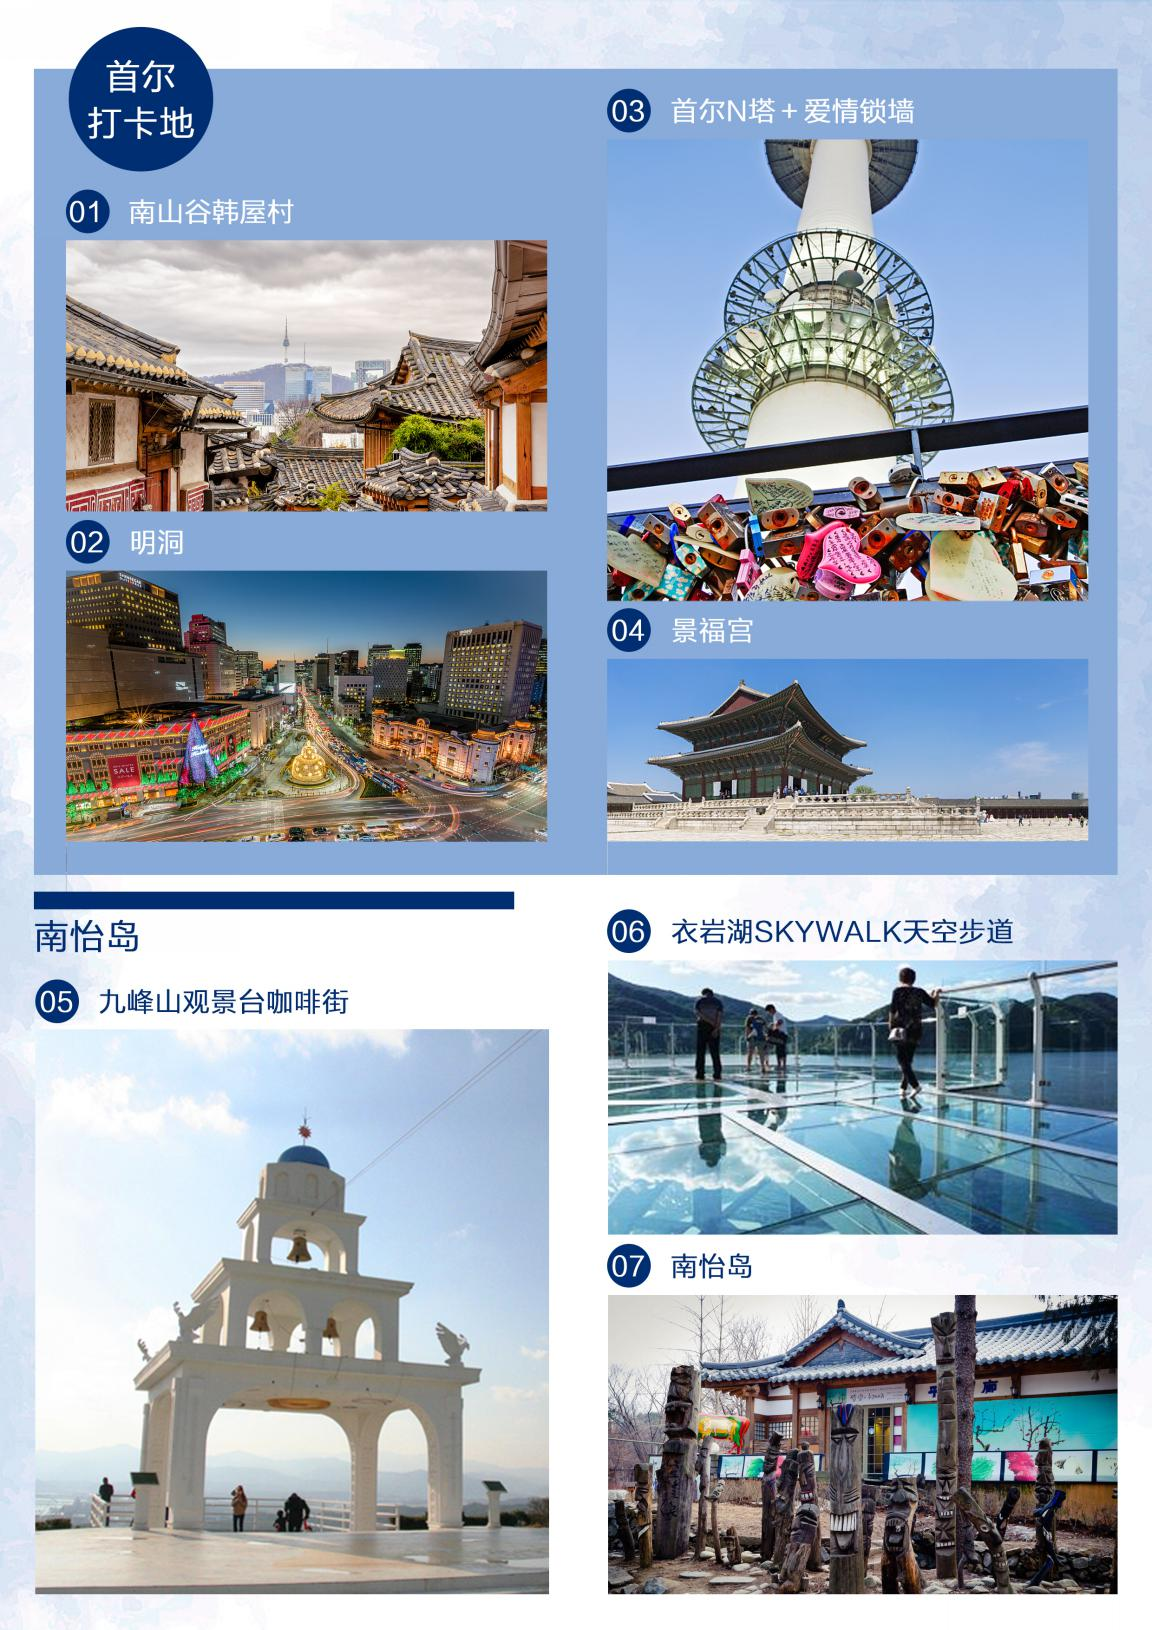 首尔
打卡地
01 南山谷韩屋村
02 明洞
SALE
03 首尔N塔+爱情锁墙
04 景福宫
南怡岛
05 九峰山观景台咖啡街
06 衣岩湖SKYWALK天空步道
07 南怡岛